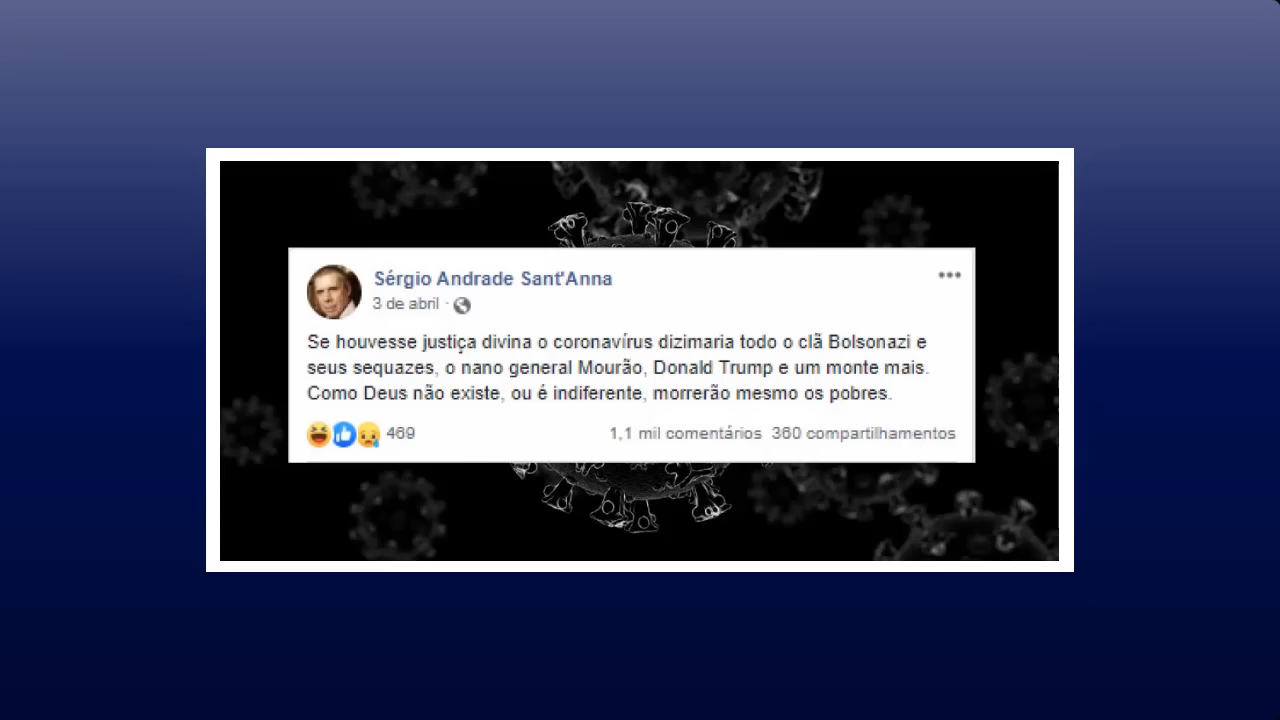 Sérgio Andrade Sant'Anna
3 de abril ·
Se houvesse justiça divina o coronavírus dizimaria todo o clã Bolsonazi e
seus sequazes, o nano general Mourão, Donald Trump e um monte mais.
Como Deus não existe, ou é indiferente, morrerão mesmo os pobres.
469 1,1 mil comentários 360 compartilhamentos